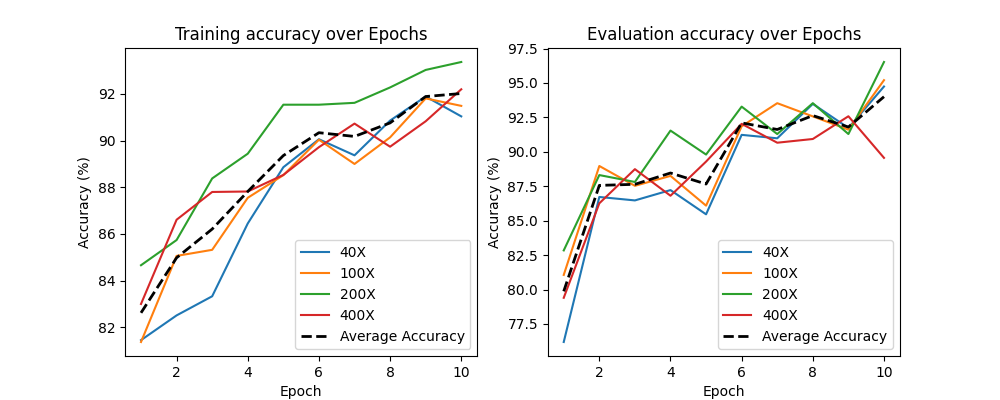 Training accuracy over Epochs
Accuracy (%)
92
90
88
86
84
82
2 4 6 8 10
Epoch
40X
100X
200X
400X
Average Accuracy
Evaluation accuracy over Epochs
Accuracy (%)
97.5
95.0
92.5
90.0
87.5
85.0
82.5
80.0
77.5
2 4 6 8 10
Epoch
40X
100X
200X
400X
Average Accuracy